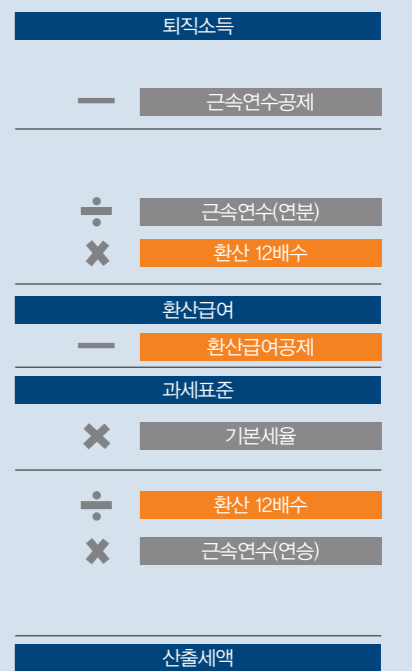 퇴직소득
− 근속연수공제
÷ 근속연수(연분)
× 환산 12배수
환산급여
− 환산급여공제
과세표준
× 기본세율
÷ 환산 12배수
× 근속연수(연승)
산출세액